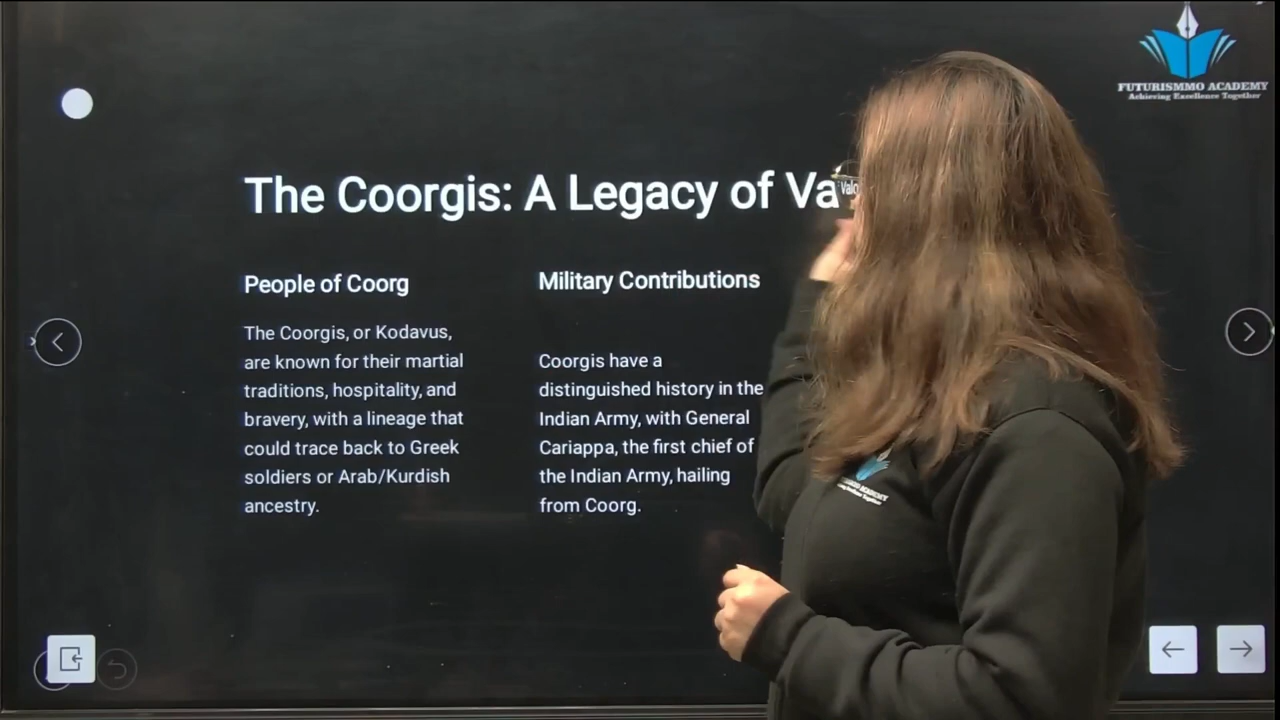 FUTURISMMO ACADEMY
Achieving Excellence Together
The Coorgis: A Legacy of Va
People of Coorg
The Coorgis, or Kodavus,
are known for their martial
traditions, hospitality, and
bravery, with a lineage that
could trace back to Greek
soldiers or Arab/Kurdish
ancestry.
Military Contributions
Coorgis have a
distinguished history in the
Indian Army, with General
Cariappa, the first chief of
the Indian Army, hailing
from Coorg.